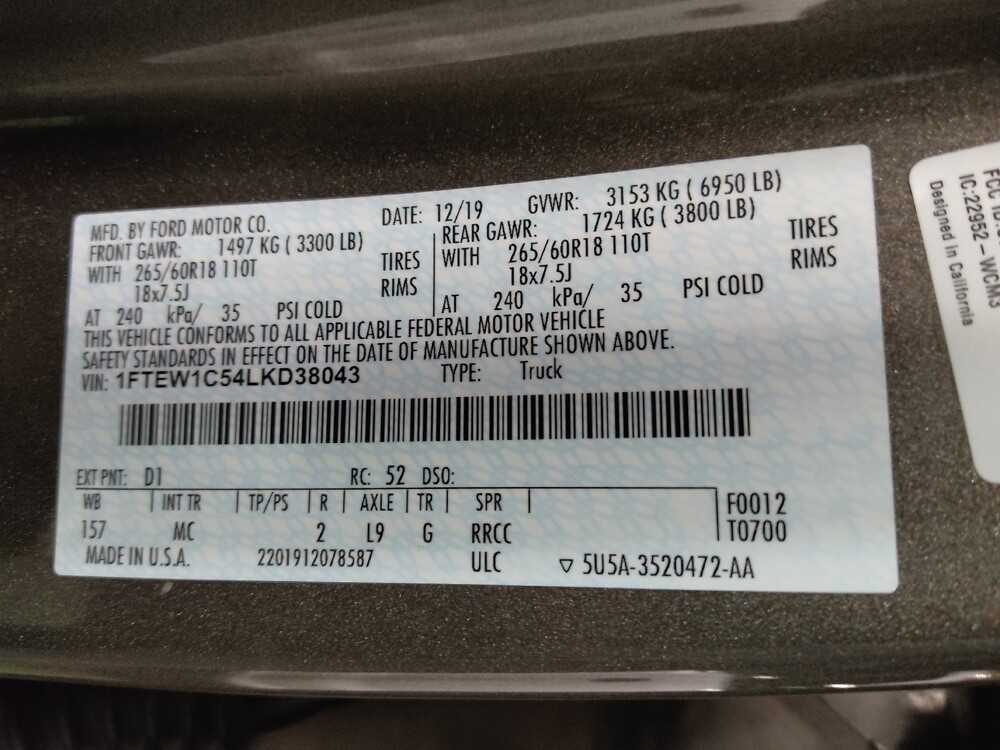 MFD. BY FORD MOTOR CO. DATE: 12/19 GVWR: 3153 KG ( 6950 LB)
FRONT GAWR: 1497 KG ( 3300 LB)
WITH 265/60R18 110T TIRES
18x7.5J RIMS
AT 240 kPa/ 35 PSI COLD
REAR GAWR: 1724 KG ( 3800 LB)
WITH 265/60R18 110T TIRES
18x7.5J RIMS
AT 240 kPa/ 35 PSI COLD
THIS VEHICLE CONFORMS TO ALL APPLICABLE FEDERAL MOTOR VEHICLE
SAFETY STANDARDS IN EFFECT ON THE DATE OF MANUFACTURE SHOWN ABOVE.
VIN: 1FTEW1C54LKD38043 TYPE: Truck
EXT PNT: D1 RC: 52 DSO:
WB INT TR TP/PS R AXLE TR SPR F0012
157 MC 2 L9 G RRCC T0700
MADE IN U.S.A. 2201912078587 ULC ▽ 5U5A-3520472-AA
FCC
IC:22952-WCM3
Designed in California